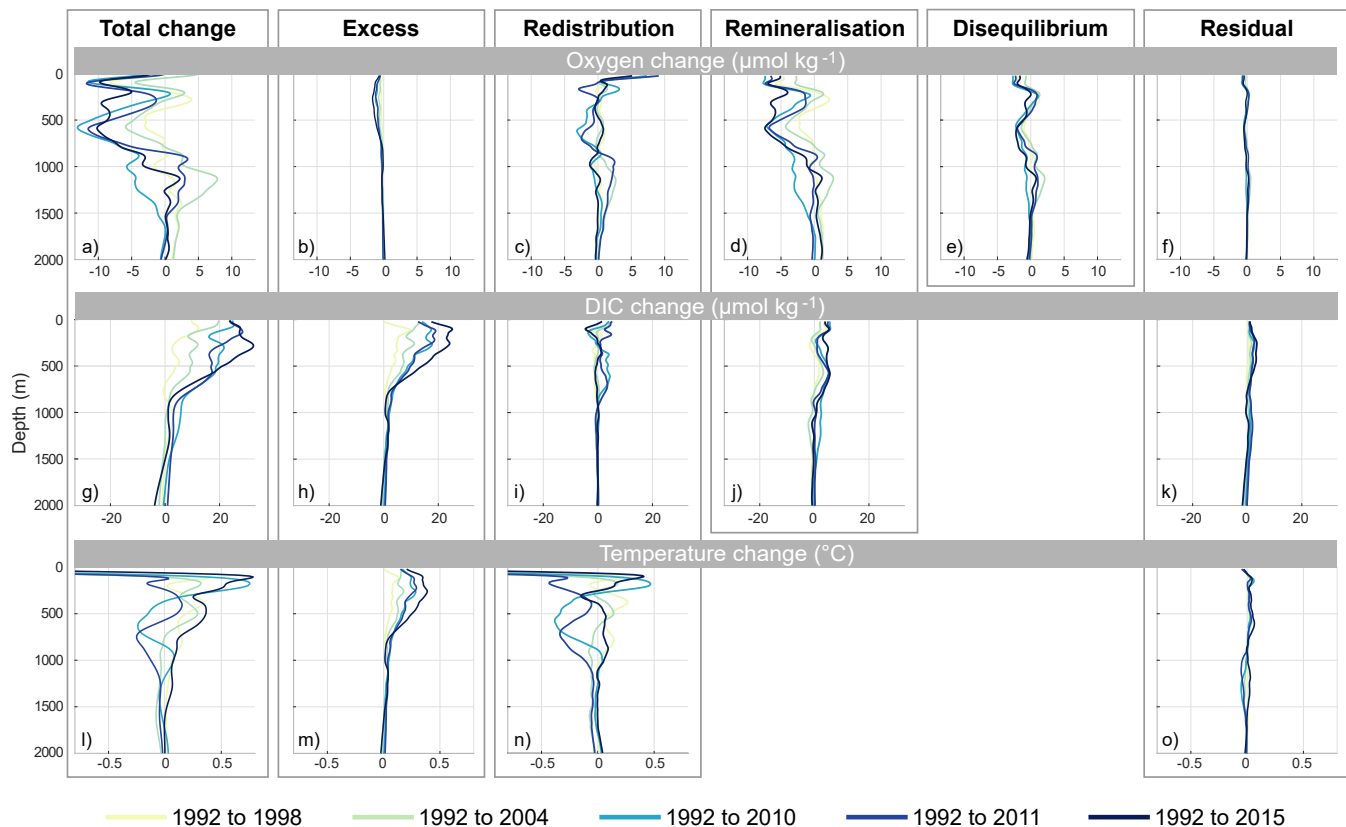 Total change Excess Redistribution Remineralisation Disequilibrium Residual
Oxygen change (µmol kg⁻¹)
0
500
1000
1500
2000
a) b) c) d) e) f)
-10 -5 0 5 10 -10 -5 0 5 10 -10 -5 0 5 10 -10 -5 0 5 10 -10 -5 0 5 10 -10 -5 0 5 10
DIC change (µmol kg⁻¹)
0
500
1000
1500
2000
Depth (m)
g) h) i) j) k)
-20 0 20 -20 0 20 -20 0 20 -20 0 20 -20 0 20
Temperature change (°C)
0
500
1000
1500
2000
l) m) n) o)
-0.5 0 0.5 -0.5 0 0.5 -0.5 0 0.5 -0.5 0 0.5
1992 to 1998 1992 to 2004 1992 to 2010 1992 to 2011 1992 to 2015